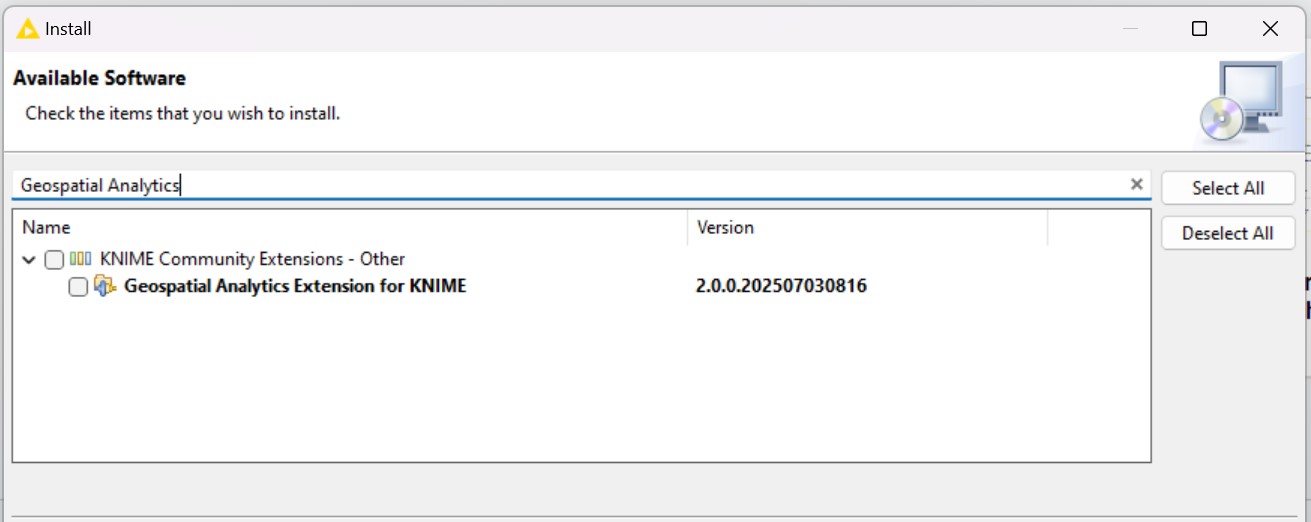 Install
Available Software
Check the items that you wish to install.
Geospatial Analytics
Select All
Name Version
Deselect All
KNIME Community Extensions - Other
Geospatial Analytics Extension for KNIME 2.0.0.202507030816